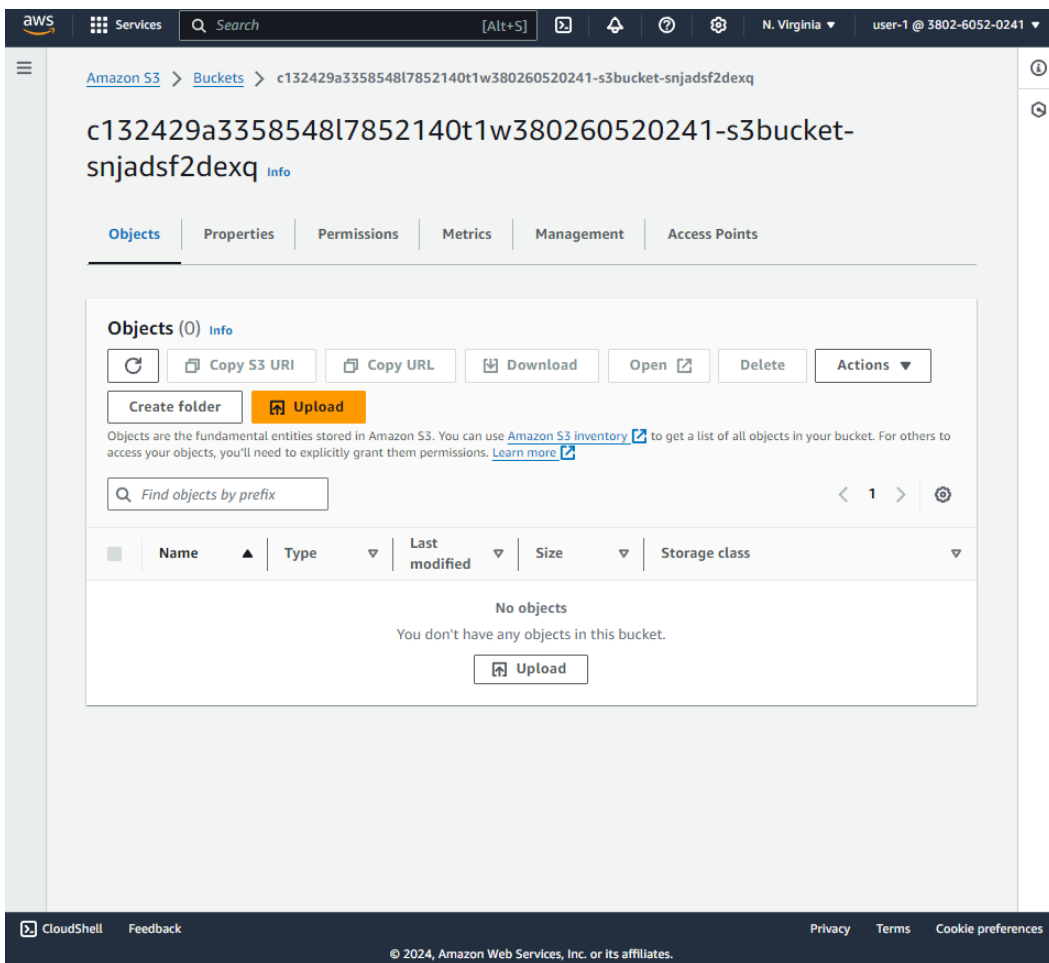 aws Services Search [Alt+S] N. Virginia user-1 @ 3802-6052-0241
Amazon S3 > Buckets > c132429a3358548l7852140t1w380260520241-s3bucket-snjadsf2dexq
c132429a3358548l7852140t1w380260520241-s3bucket-
snjadsf2dexq Info
Objects Properties Permissions Metrics Management Access Points
Objects (0) Info
Copy S3 URI Copy URL Download Open Delete Actions
Create folder Upload
Objects are the fundamental entities stored in Amazon S3. You can use Amazon S3 inventory to get a list of all objects in your bucket. For others to
access your objects, you'll need to explicitly grant them permissions. Learn more
Find objects by prefix < 1 >
Name Type Last modified Size Storage class
No objects
You don't have any objects in this bucket.
Upload
CloudShell Feedback Privacy Terms Cookie preferences
© 2024, Amazon Web Services, Inc. or its affiliates.